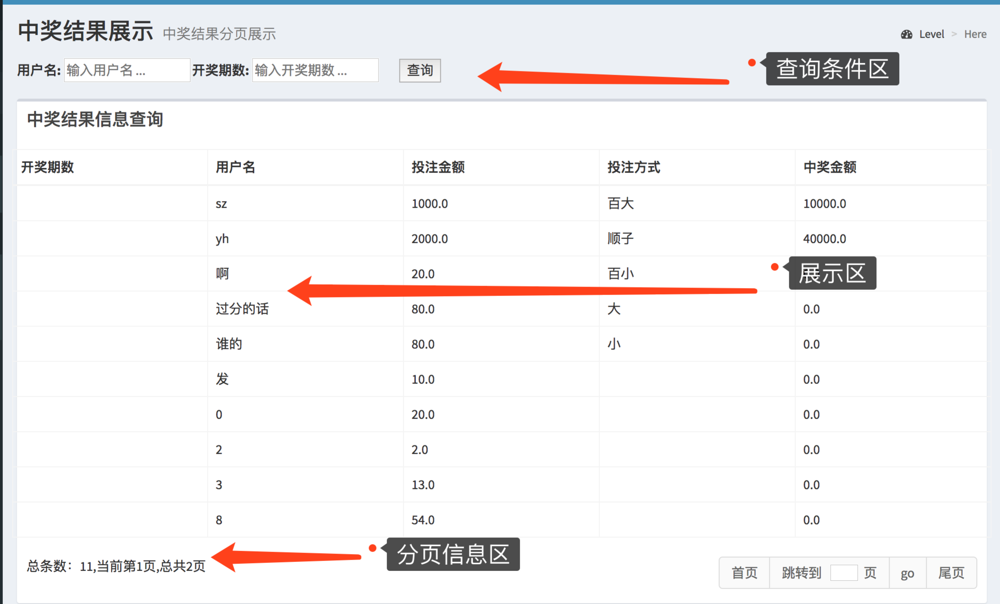 中奖结果展示 中奖结果分页展示
Level > Here
用户名: 输入用户名 ... 开奖期数: 输入开奖期数 ... 查询
查询条件区
中奖结果信息查询
开奖期数 用户名 投注金额 投注方式 中奖金额
sz 1000.0 百大 10000.0
yh 2000.0 顺子 40000.0
啊 20.0 百小
展示区
过分的话 80.0 大 0.0
谁的 80.0 小 0.0
发 10.0 0.0
0 20.0 0.0
2 2.0 0.0
3 13.0 0.0
8 54.0 0.0
分页信息区
总条数：11,当前第1页,总共2页
首页 跳转到 页 go 尾页